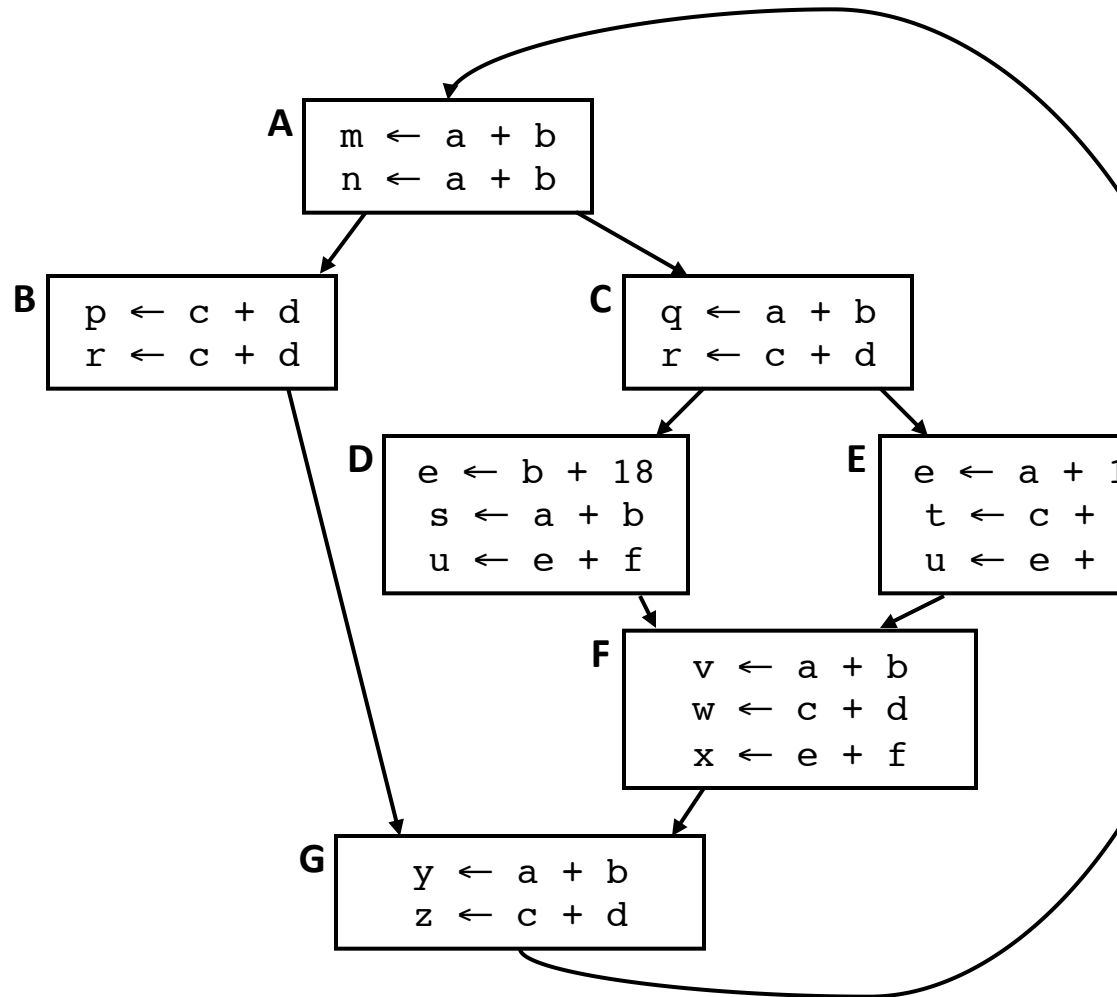 A
m ← a + b
n ← a + b
B
p ← c + d
r ← c + d
C
q ← a + b
r ← c + d
D
e ← b + 18
s ← a + b
u ← e + f
E
e ← a +
t ← c +
u ← e +
F
v ← a + b
w ← c + d
x ← e + f
G
y ← a + b
z ← c + d